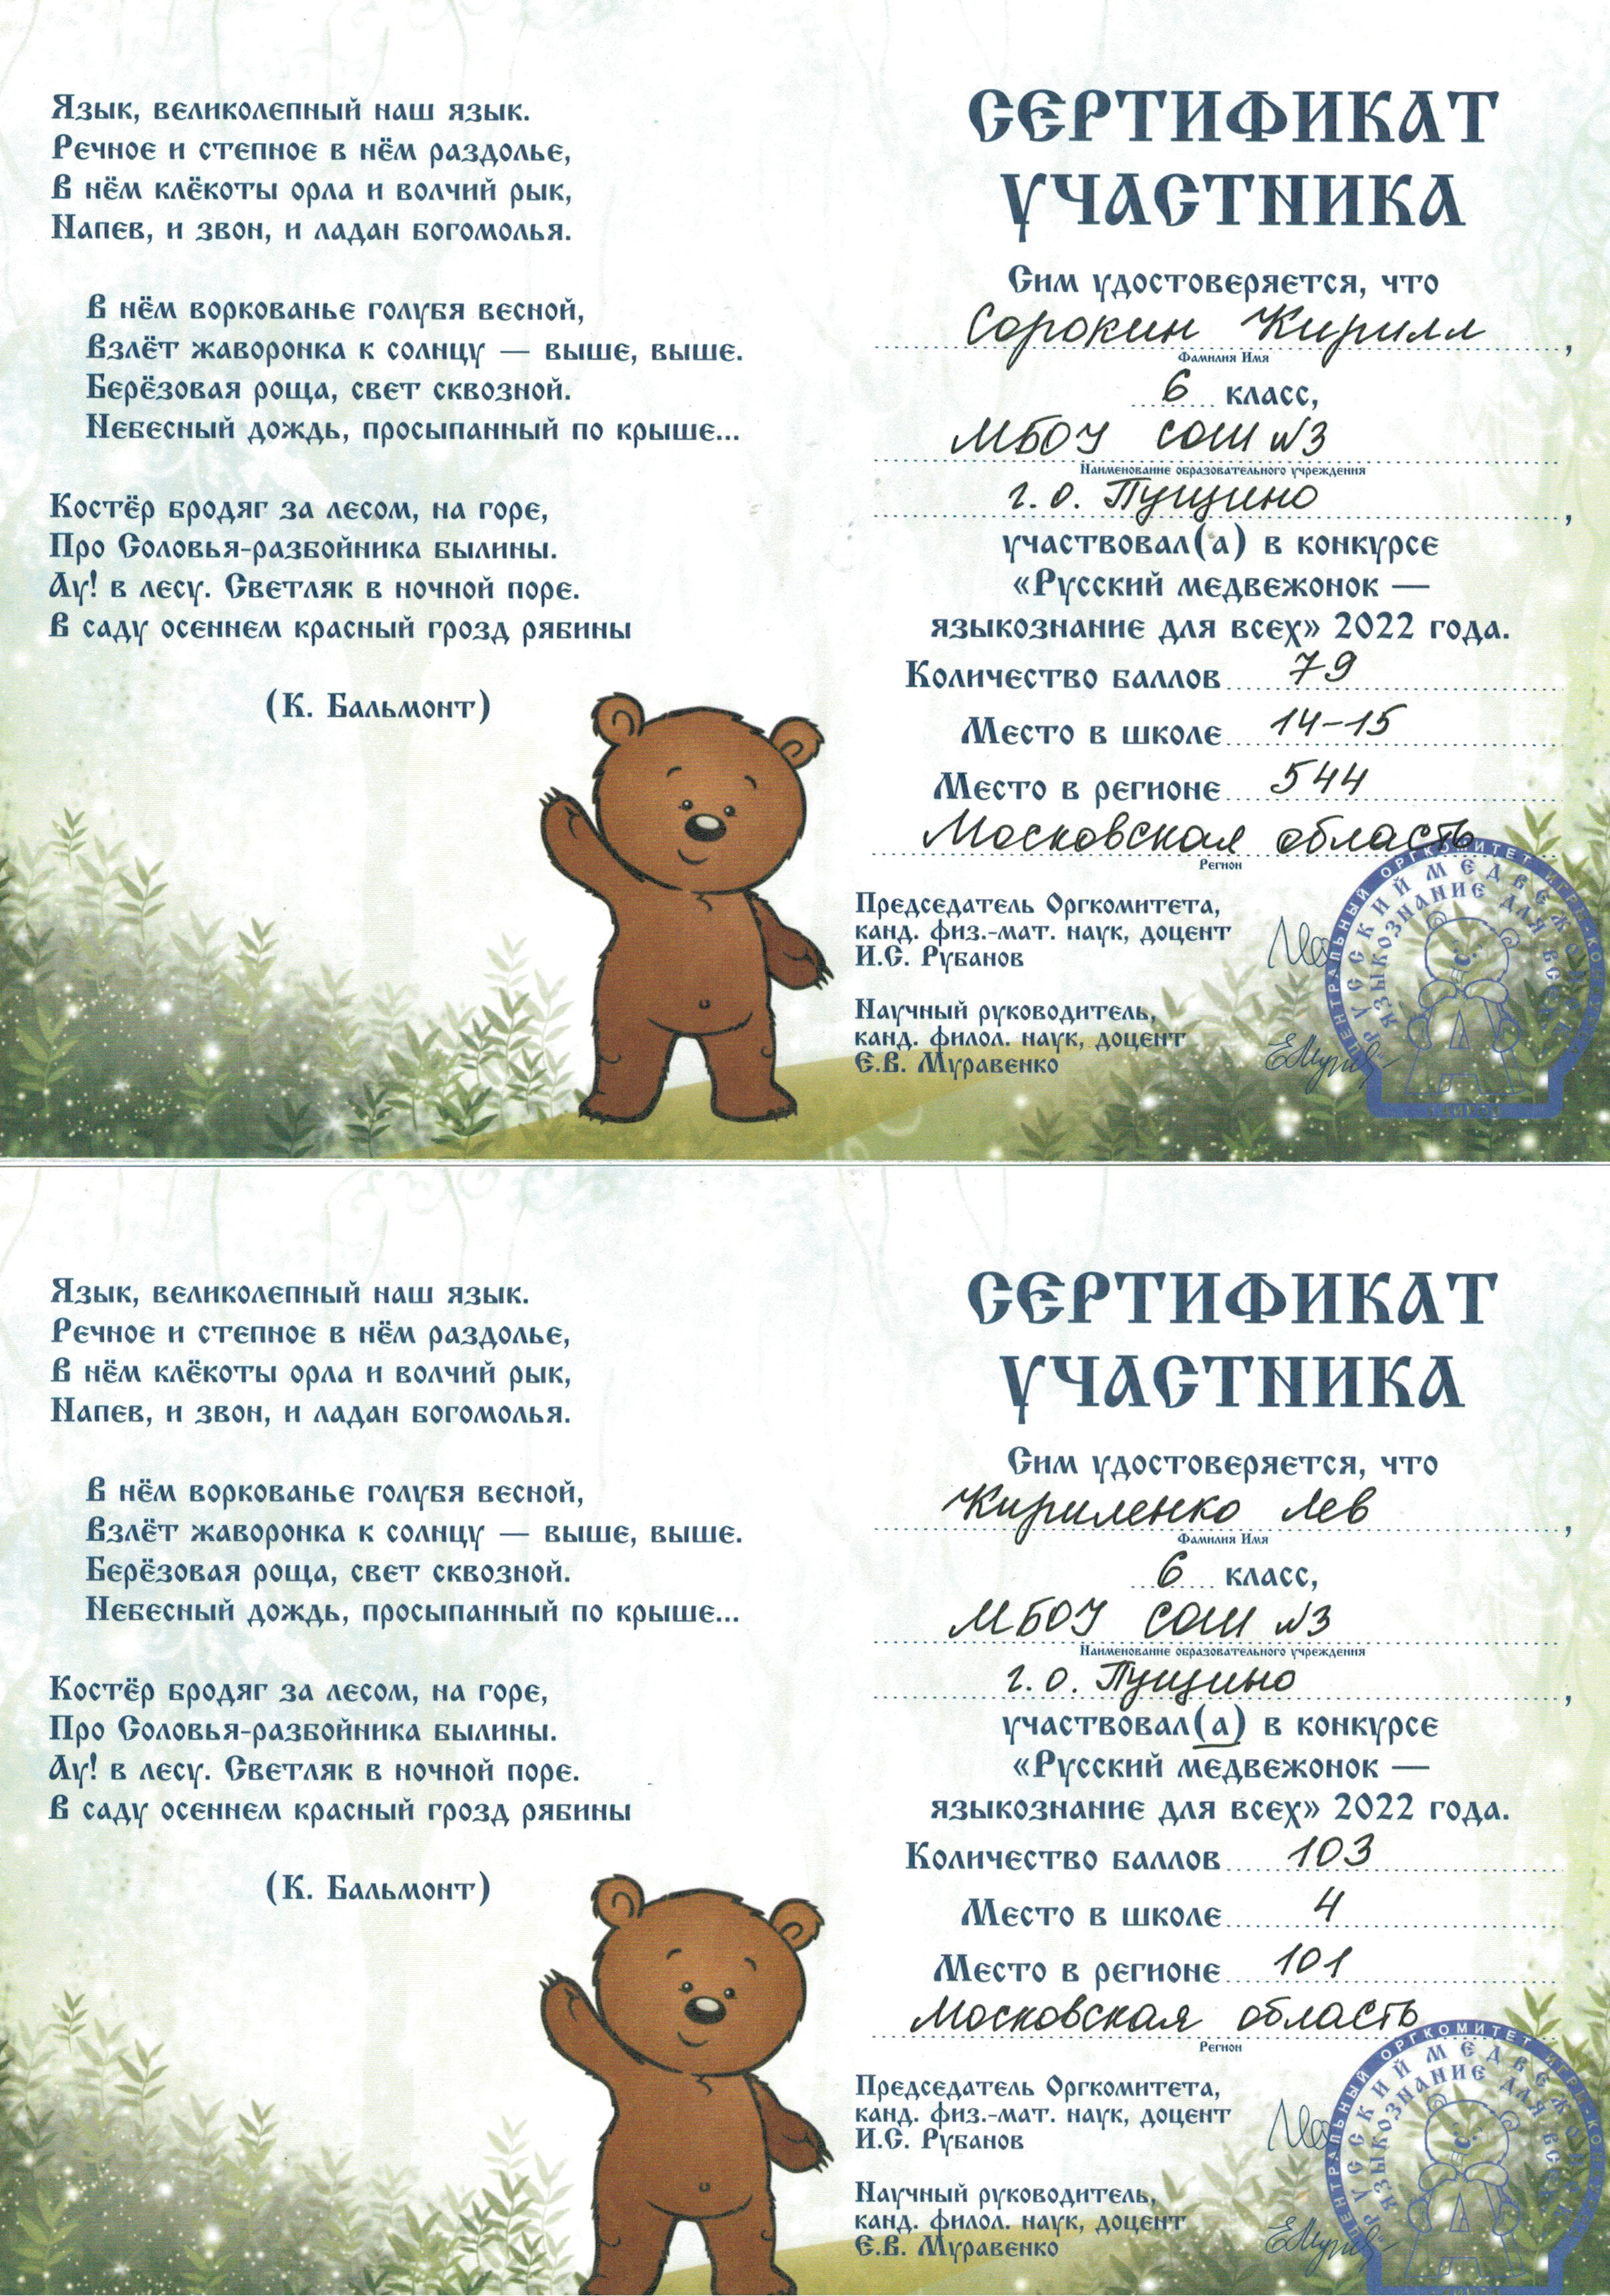 Язык, великолепный наш язык.
Речное и степное в нём раздолье,
В нём клёкоты орла и волчий рык,
Напев, и звон, и ладан богомолья.
В нём воркованье голубя весной,
Взлёт жаворонка к солнцу — выше, выше.
Берёзовая роща, свет сквозной.
Небесный дождь, просыпанный по крыше...
Костёр бродяг за лесом, на горе,
Про Соловья-разбойника былины.
Ау! в лесу. Светляк в ночной поре.
В саду осеннем красный грозд рябины
(К. Бальмонт)
СЕРТИФИКАТ
УЧАСТНИКА
Сим удостоверяется, что
Сорокин Кирилл,
Фамилия Имя
6 класс,
МБОУ СОШ №3
Наименование образовательного учреждения
г.о. Пущино,
участвовал(а) в конкурсе
«Русский медвежонок —
языкознание для всех» 2022 года.
Количество баллов 79
Место в школе 14-15
Место в регионе 544
Московская область
Регион
Председатель Оргкомитета,
канд. физ.-мат. наук, доцент
И.С. Рубанов
Научный руководитель,
канд. филол. наук, доцент
Е.В. Муравенко
ЦЕНТРАЛЬНЫЙ ОРГКОМИТЕТ ИГРЫ-КОНКУРСА
РУССКИЙ МЕДВЕЖОНОК
ЯЗЫКОЗНАНИЕ ДЛЯ ВСЕХ
Язык, великолепный наш язык.
Речное и степное в нём раздолье,
В нём клёкоты орла и волчий рык,
Напев, и звон, и ладан богомолья.
В нём воркованье голубя весной,
Взлёт жаворонка к солнцу — выше, выше.
Берёзовая роща, свет сквозной.
Небесный дождь, просыпанный по крыше...
Костёр бродяг за лесом, на горе,
Про Соловья-разбойника былины.
Ау! в лесу. Светляк в ночной поре.
В саду осеннем красный грозд рябины
(К. Бальмонт)
СЕРТИФИКАТ
УЧАСТНИКА
Сим удостоверяется, что
Кириленко Лев,
Фамилия Имя
6 класс,
МБОУ СОШ №3
Наименование образовательного учреждения
г.о. Пущино,
участвовал(а) в конкурсе
«Русский медвежонок —
языкознание для всех» 2022 года.
Количество баллов 103
Место в школе 4
Место в регионе 101
Московская область
Регион
Председатель Оргкомитета,
канд. физ.-мат. наук, доцент
И.С. Рубанов
Научный руководитель,
канд. филол. наук, доцент
Е.В. Муравенко
ЦЕНТРАЛЬНЫЙ ОРГКОМИТЕТ ИГРЫ-КОНКУРСА
РУССКИЙ МЕДВЕЖОНОК
ЯЗЫКОЗНАНИЕ ДЛЯ ВСЕХ